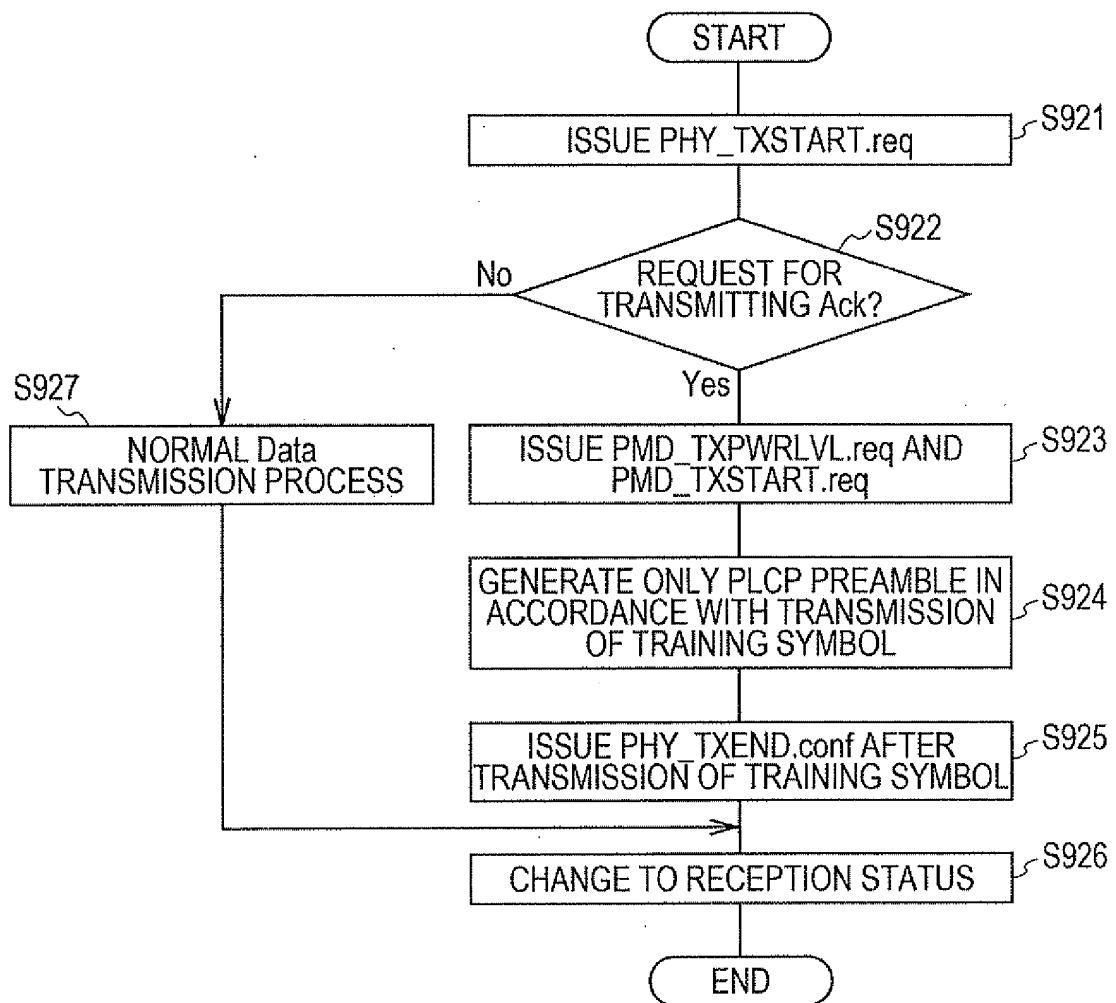 START
S921
ISSUE PHY_TXSTART.req
S922
REQUEST FOR
TRANSMITTING Ack?
No
Yes
S927
NORMAL Data
TRANSMISSION PROCESS
S923
ISSUE PMD_TXPWRLVL.req AND
PMD_TXSTART.req
S924
GENERATE ONLY PLCP PREAMBLE IN
ACCORDANCE WITH TRANSMISSION
OF TRAINING SYMBOL
S925
ISSUE PHY_TXEND.conf AFTER
TRANSMISSION OF TRAINING SYMBOL
S926
CHANGE TO RECEPTION STATUS
END